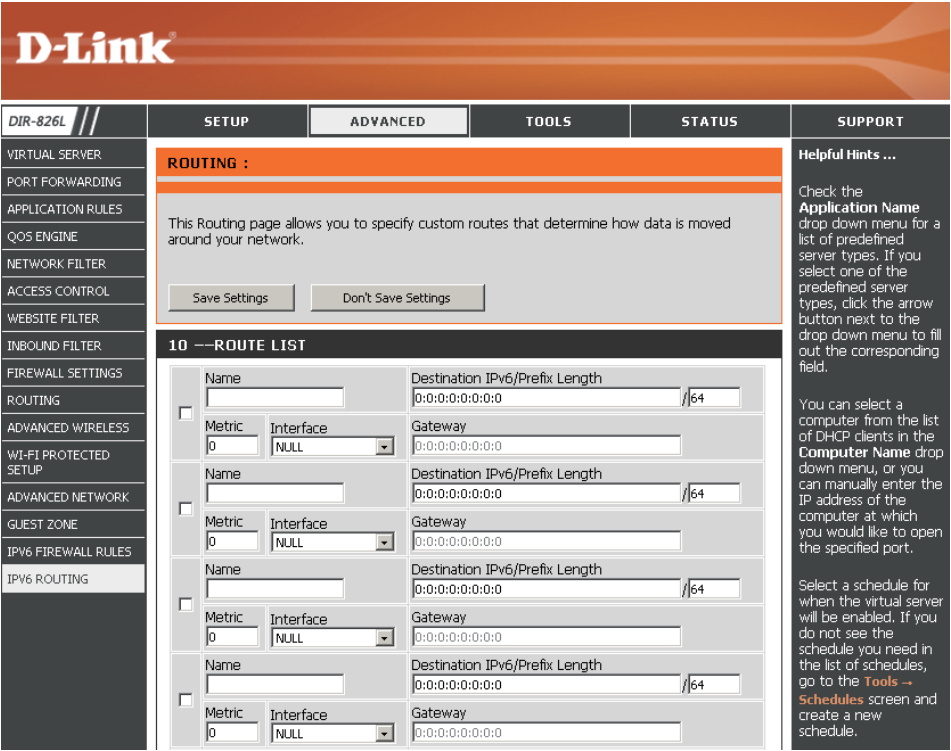 D-Link
DIR-826L
SETUP
ADVANCED
TOOLS
STATUS
SUPPORT
VIRTUAL SERVER
PORT FORWARDING
APPLICATION RULES
QOS ENGINE
NETWORK FILTER
ACCESS CONTROL
WEBSITE FILTER
INBOUND FILTER
FIREWALL SETTINGS
ROUTING
ADVANCED WIRELESS
WI-FI PROTECTED
SETUP
ADVANCED NETWORK
GUEST ZONE
IPV6 FIREWALL RULES
IPV6 ROUTING
ROUTING :
This Routing page allows you to specify custom routes that determine how data is moved
around your network.
Save Settings
Don't Save Settings
10 --ROUTE LIST
Name
Destination IPv6/Prefix Length
0:0:0:0:0:0:0:0
/ 64
Metric
Interface
Gateway
0
NULL
0:0:0:0:0:0:0:0
Name
Destination IPv6/Prefix Length
0:0:0:0:0:0:0:0
/ 64
Metric
Interface
Gateway
0
NULL
0:0:0:0:0:0:0:0
Name
Destination IPv6/Prefix Length
0:0:0:0:0:0:0:0
/ 64
Metric
Interface
Gateway
0
NULL
0:0:0:0:0:0:0:0
Name
Destination IPv6/Prefix Length
0:0:0:0:0:0:0:0
/ 64
Metric
Interface
Gateway
0
NULL
0:0:0:0:0:0:0:0
Helpful Hints ...
Check the
Application Name
drop down menu for a
list of predefined
server types. If you
select one of the
predefined server
types, click the arrow
button next to the
drop down menu to fill
out the corresponding
field.
You can select a
computer from the list
of DHCP clients in the
Computer Name drop
down menu, or you
can manually enter the
IP address of the
computer at which
you would like to open
the specified port.
Select a schedule for
when the virtual server
will be enabled. If you
do not see the
schedule you need in
the list of schedules,
go to the Tools →
Schedules screen and
create a new
schedule.